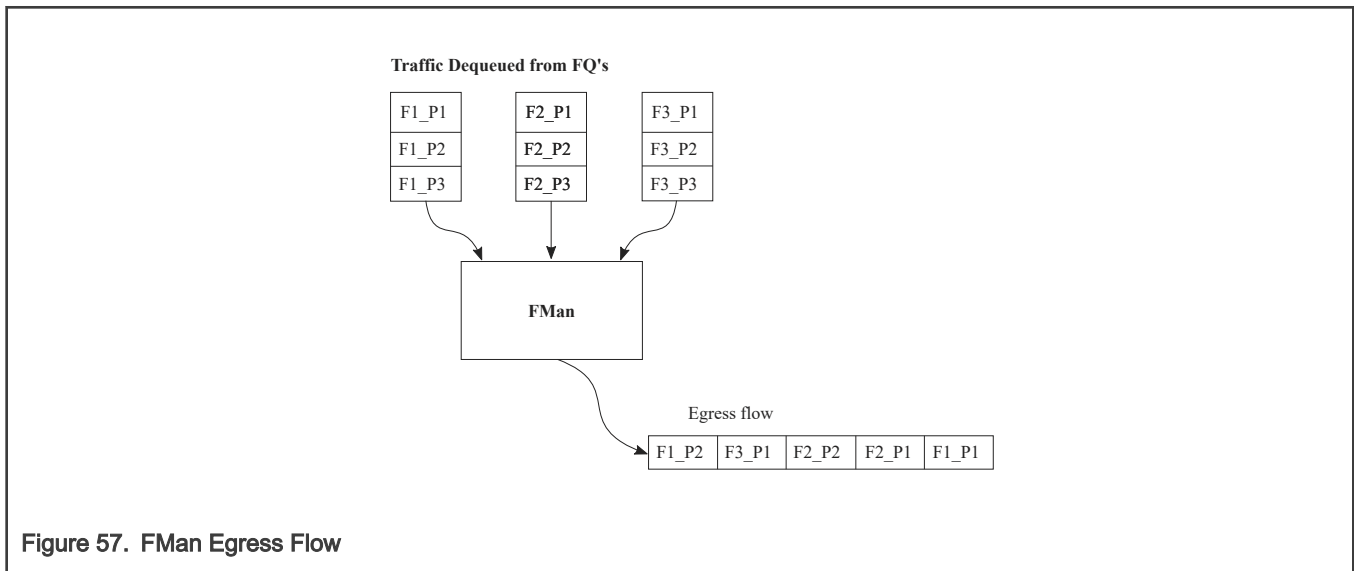 Traffic Dequeued from FQ's
F1_P1 F2_P1 F3_P1
F1_P2 F2_P2 F3_P2
F1_P3 F2_P3 F3_P3
FMan
Egress flow
F1_P2 F3_P1 F2_P2 F2_P1 F1_P1
Figure 57. FMan Egress Flow